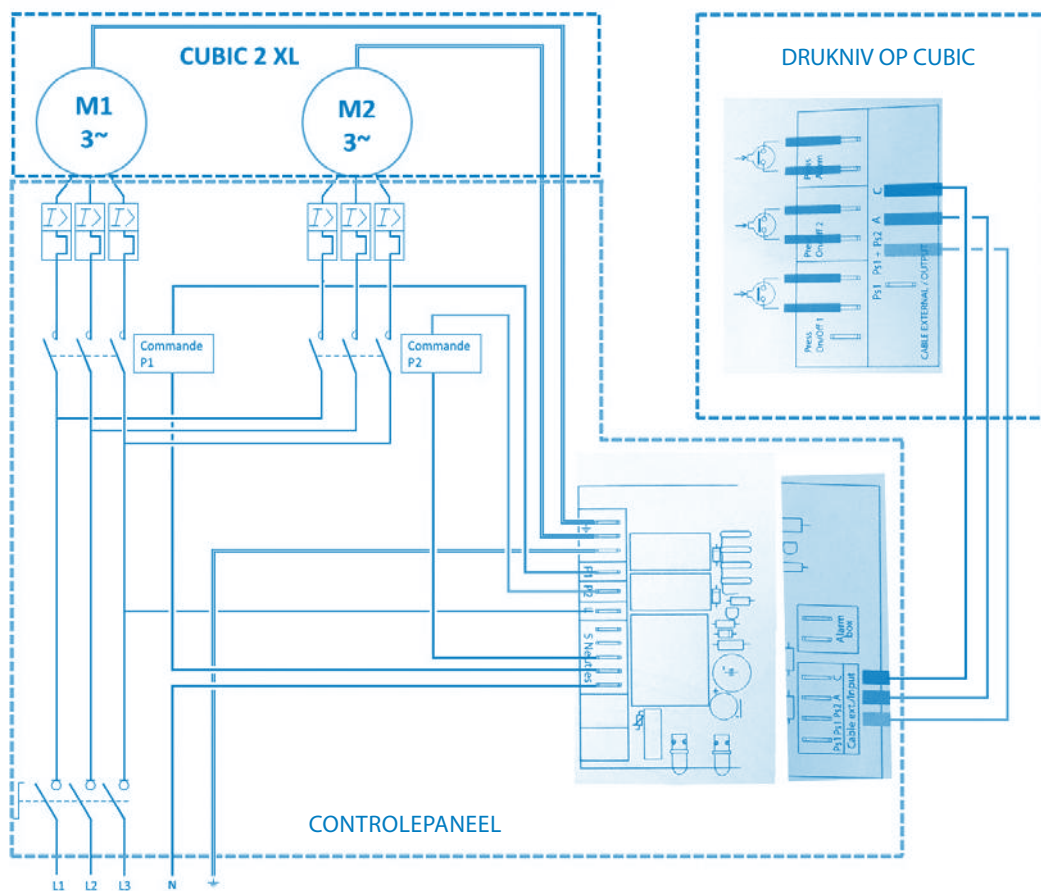 CUBIC 2 XL
M1
3~
M2
3~
I>
I>
I>
I>
I>
I>
Commande
P1
Commande
P2
DRUKNIV OP CUBIC
Press
Alarm
Press
On/Off 2
Press
On/Off 1
C
A
Ps1 + Ps2
Ps1
CABLE EXTERNAL / OUTPUT
P1
P2
L
5 Neutres
Alarm
box
C
A
Ps2
Ps1
Ps1
Cable ext./Input
CONTROLEPANEEL
L1
L2
L3
N